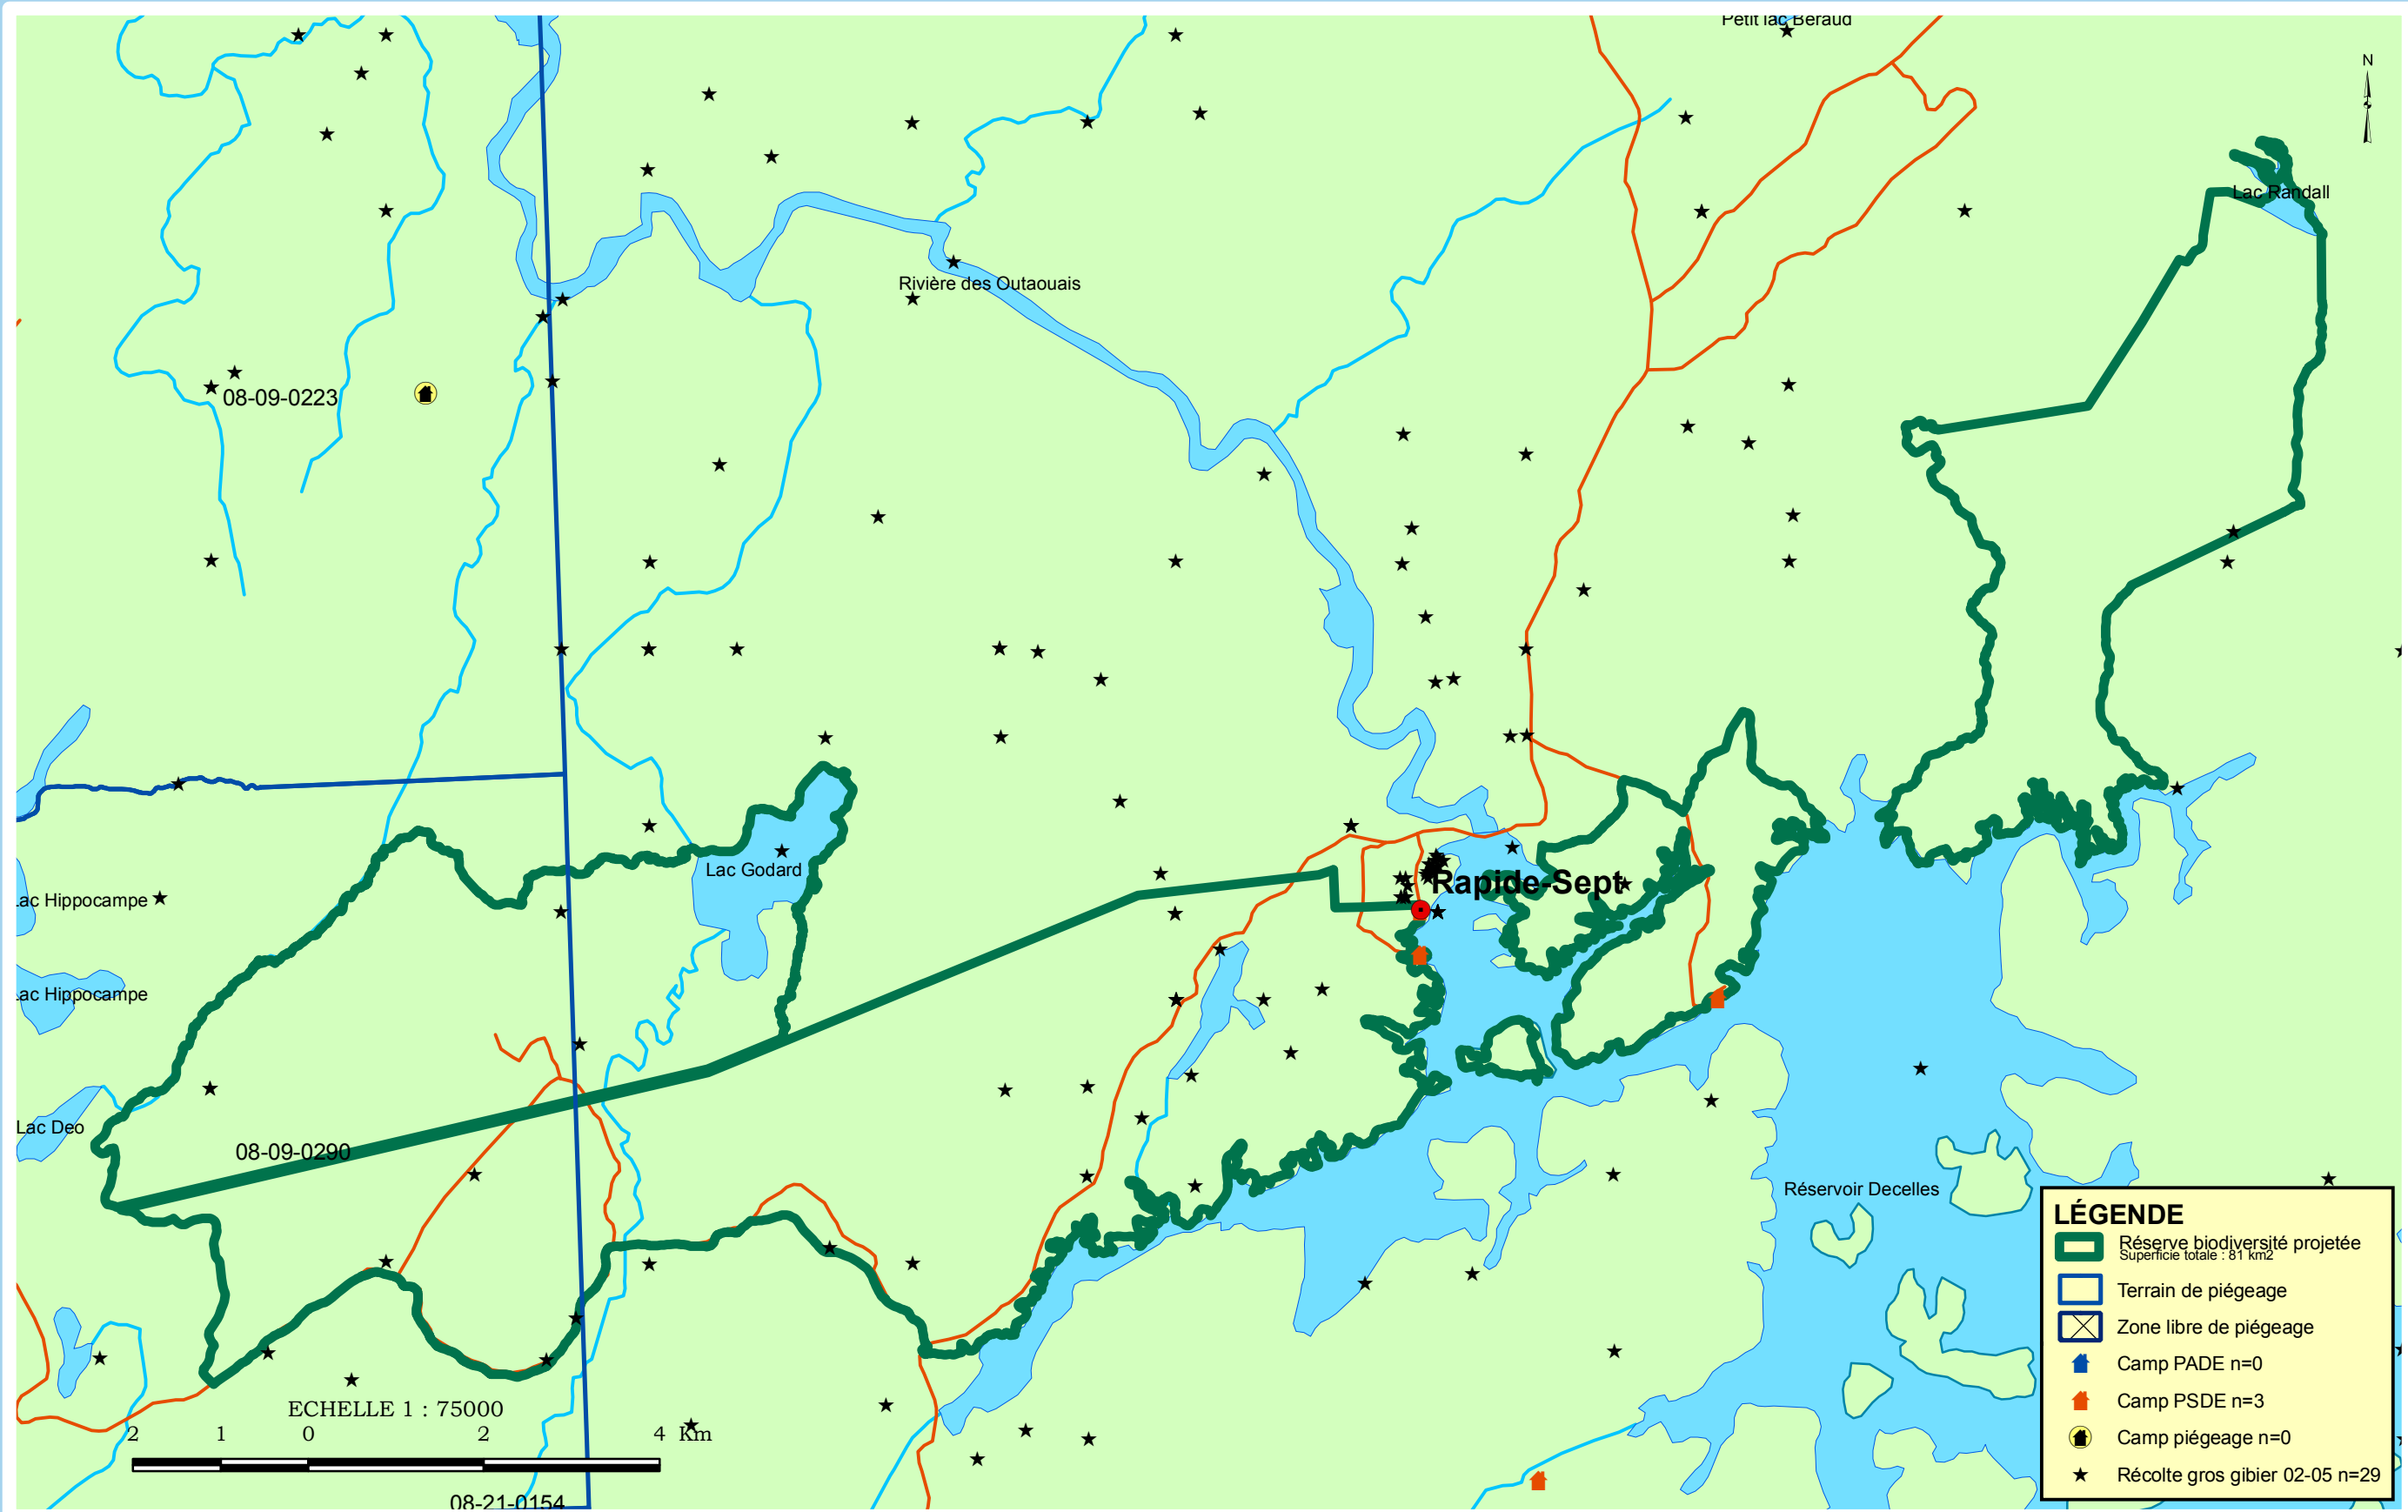 Petit lac Béraud
N
Lac Randall
Rivière des Outaouais
08-09-0223
Lac Godard
Rapide-Sept
Lac Hippocampe
Lac Hippocampe
Lac Deo
08-09-0290
Réservoir Decelles
LÉGENDE
Réserve biodiversité projetée
Superficie totale : 81 km2
Terrain de piégeage
Zone libre de piégeage
Camp PADE n=0
Camp PSDE n=3
Camp piégeage n=0
Récolte gros gibier 02-05 n=29
ECHELLE 1 : 75000
2 1 0 2 4 Km
08-21-0154